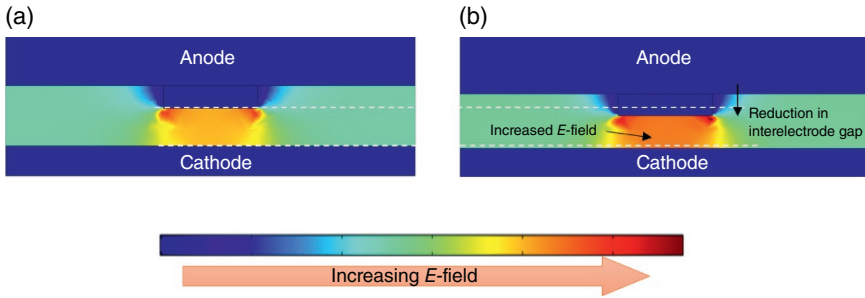 (a)
Anode
Cathode
(b)
Anode
Increased E-field
Reduction in
interelectrode gap
Cathode
Increasing E-field